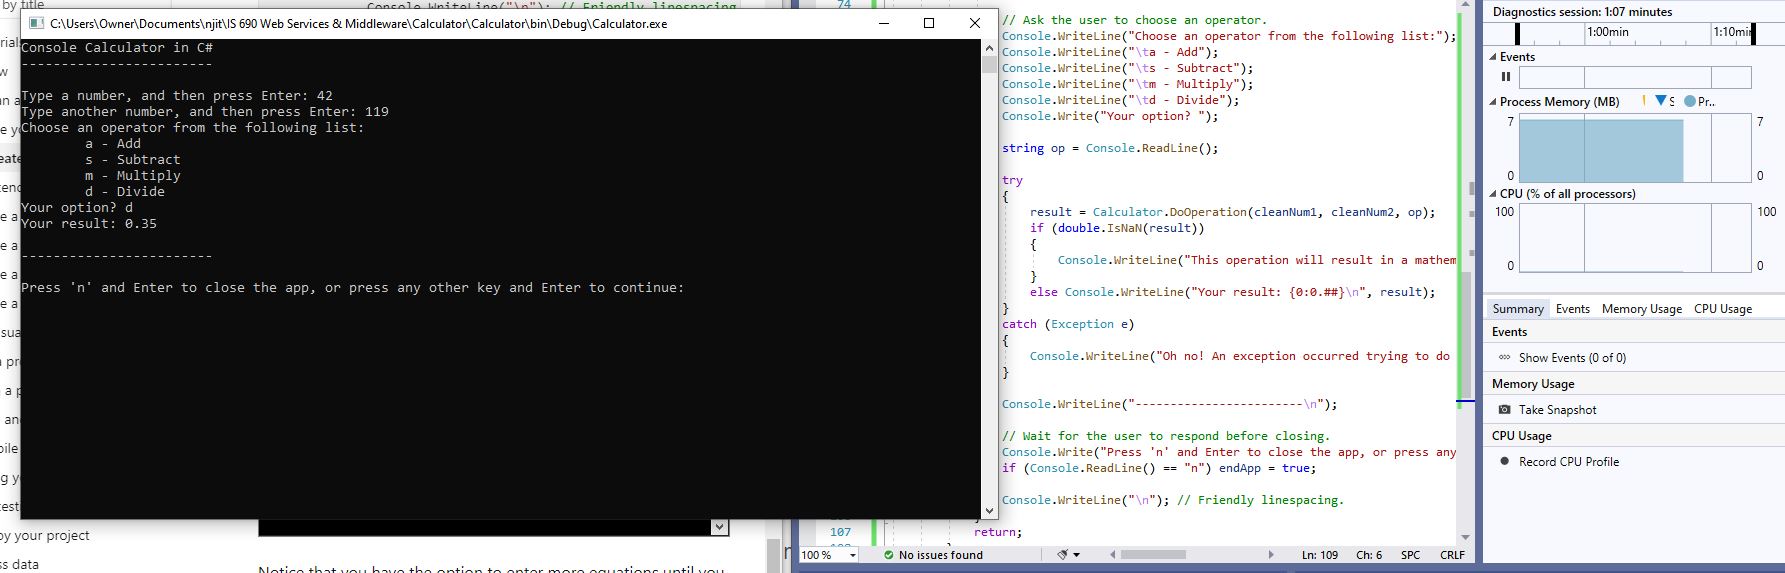 by title
Console.WriteLine("\n"); // Friendly linespacing
C:\Users\Owner\Documents\njit\IS 690 Web Services & Middleware\Calculator\Calculator\bin\Debug\Calculator.exe
Console Calculator in C#
------------------------
Type a number, and then press Enter: 42
Type another number, and then press Enter: 119
Choose an operator from the following list:
a - Add
s - Subtract
m - Multiply
d - Divide
Your option? d
Your result: 0.35
------------------------
Press 'n' and Enter to close the app, or press any other key and Enter to continue:
by your project
ss data
Notice that you have the option to enter more equations until you
74
// Ask the user to choose an operator.
Console.WriteLine("Choose an operator from the following list:");
Console.WriteLine("\ta - Add");
Console.WriteLine("\ts - Subtract");
Console.WriteLine("\tm - Multiply");
Console.WriteLine("\td - Divide");
Console.Write("Your option? ");
string op = Console.ReadLine();
try
{
result = Calculator.DoOperation(cleanNum1, cleanNum2, op);
if (double.IsNaN(result))
{
Console.WriteLine("This operation will result in a mathem
}
else Console.WriteLine("Your result: {0:0.##}\n", result);
}
catch (Exception e)
{
Console.WriteLine("Oh no! An exception occurred trying to do
}
Console.WriteLine("------------------------\n");
// Wait for the user to respond before closing.
Console.Write("Press 'n' and Enter to close the app, or press any
if (Console.ReadLine() == "n") endApp = true;
Console.WriteLine("\n"); // Friendly linespacing.
}
107 return;
100 % No issues found Ln: 109 Ch: 6 SPC CRLF
Diagnostics session: 1:07 minutes
1:00min 1:10min
Events
Process Memory (MB) S Pr...
7 7
0 0
CPU (% of all processors)
100 100
0 0
Summary Events Memory Usage CPU Usage
Events
Show Events (0 of 0)
Memory Usage
Take Snapshot
CPU Usage
Record CPU Profile